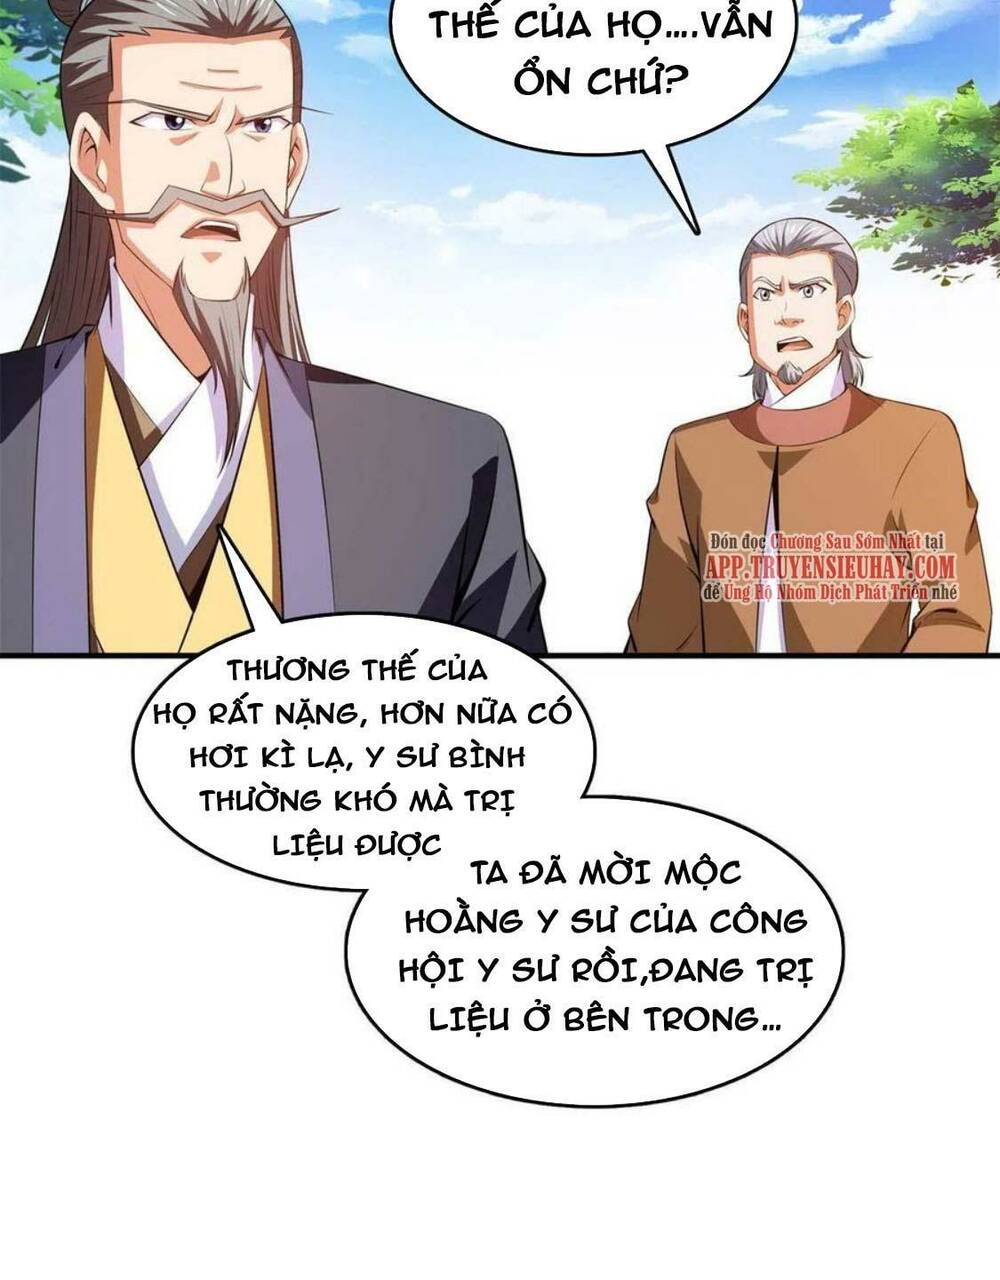 THẾ CỦA HỌ....VẪN
ỔN CHỨ?
Đón đọc Chương Sau Sớm Nhất tại
APP.TRUYENSIEUHAY.COM
để Ủng Hộ Nhóm Dịch Phát Triển nhé
THƯƠNG THẾ CỦA
HỌ RẤT NẶNG, HƠN NỮA CÓ
HƠI KÌ LẠ, Y SƯ BÌNH
THƯỜNG KHÓ MÀ TRỊ
LIỆU ĐƯỢC
TA ĐÃ MỜI MỘC
HOẰNG Y SƯ CỦA CÔNG
HỘI Y SƯ RỒI,ĐANG TRỊ
LIỆU Ở BÊN TRONG...